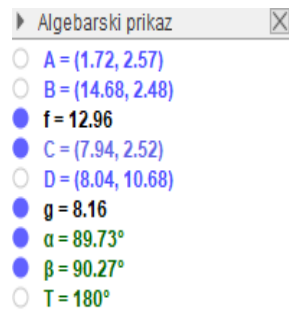 Algebarski prikaz
A = (1.72, 2.57)
B = (14.68, 2.48)
f = 12.96
C = (7.94, 2.52)
D = (8.04, 10.68)
g = 8.16
α = 89.73°
β = 90.27°
T = 180°